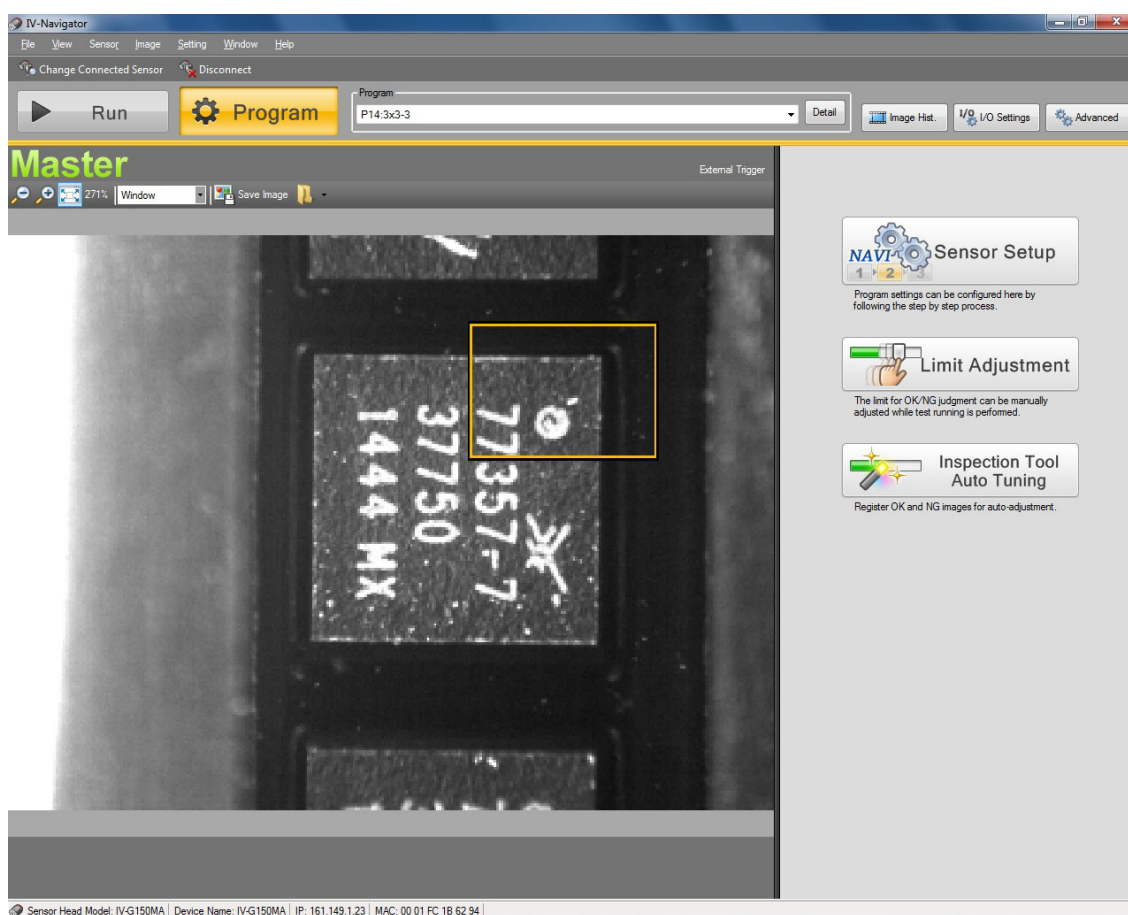 IV-Navigator
File View Sensor Image Setting Window Help
Change Connected Sensor Disconnect
Run
Program
Program
P14:3x3-3
Detail
Image Hist.
I/O Settings
Advanced
Master
External Trigger
271%
Window
Save Image
77357-7
37750
1444 MX
NAVI
1 2 3
Sensor Setup
Program settings can be configured here by
following the step by step process.
Limit Adjustment
The limit for OK/NG judgment can be manually
adjusted while test running is performed.
Inspection Tool
Auto Tuning
Register OK and NG images for auto-adjustment.
Sensor Head Model: IV-G150MA Device Name: IV-G150MA IP: 161.149.1.23 MAC: 00 01 FC 1B 62 94